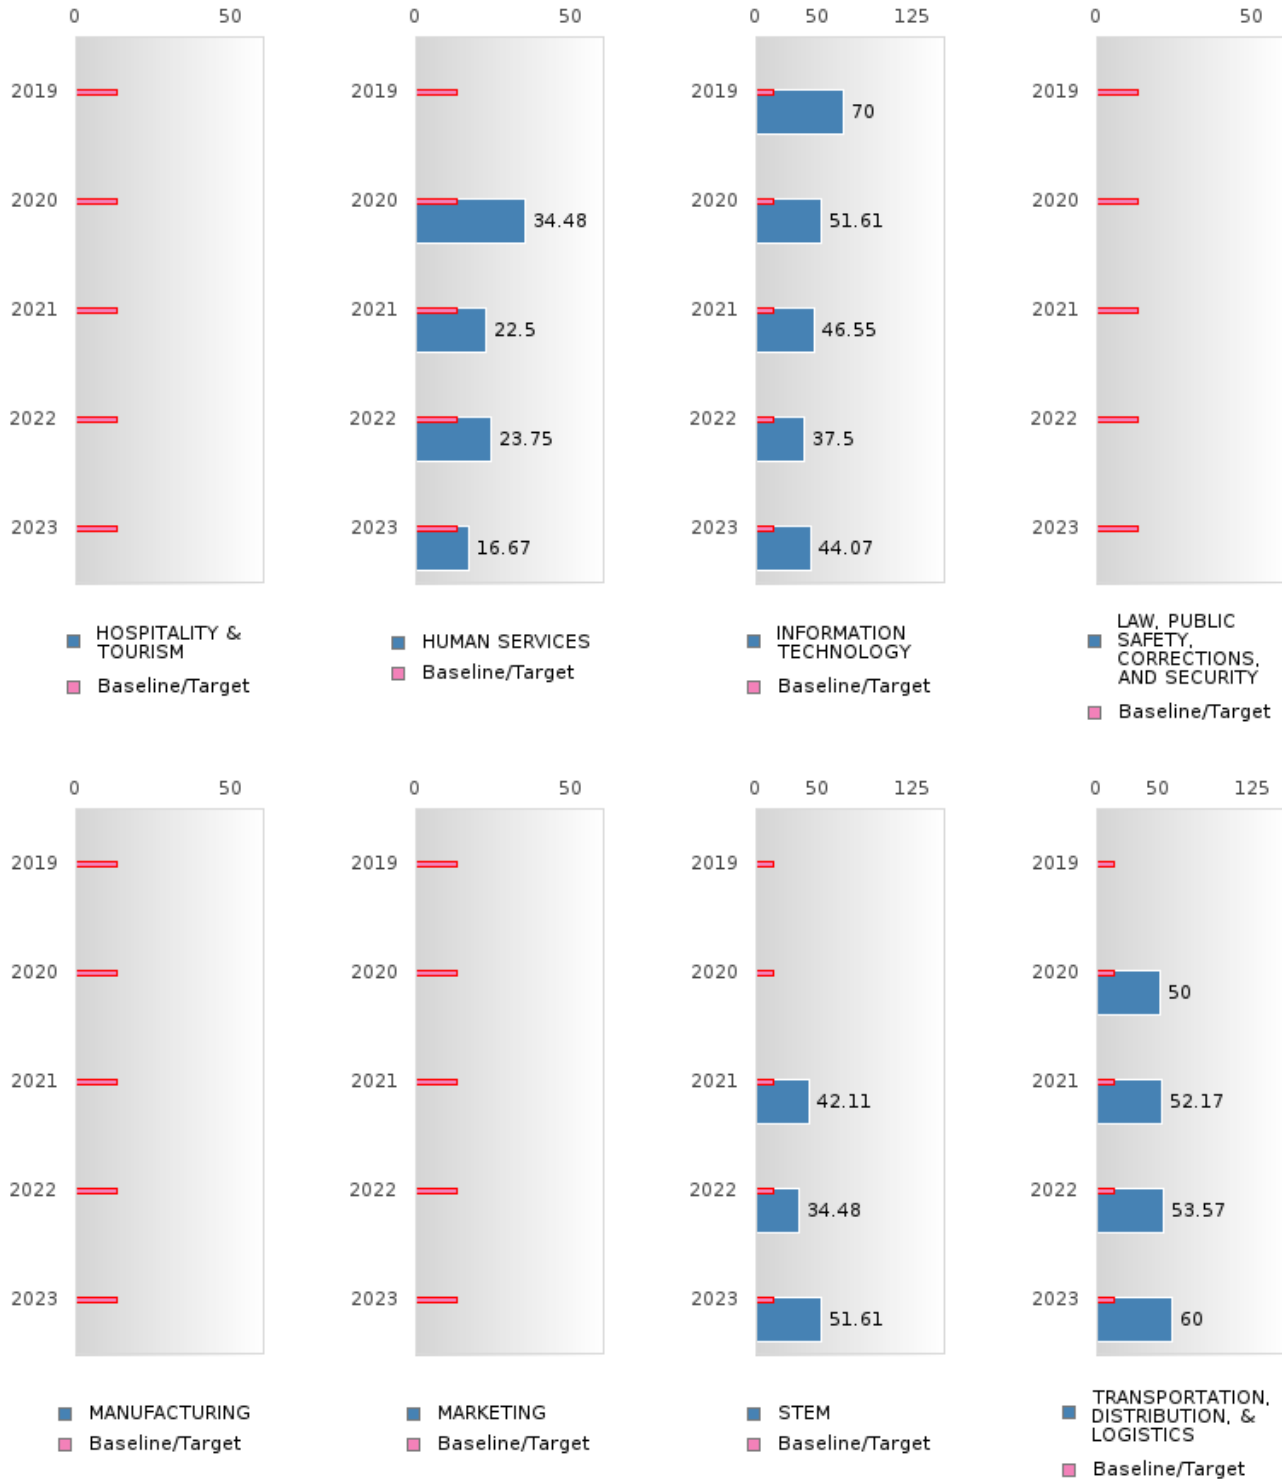 0 50
2019
2020
2021
2022
2023
HOSPITALITY &
TOURISM
Baseline/Target
0 50
2019
2020
34.48
2021
22.5
2022
23.75
2023
16.67
HUMAN SERVICES
Baseline/Target
0 50 125
2019
70
2020
51.61
2021
46.55
2022
37.5
2023
44.07
INFORMATION
TECHNOLOGY
Baseline/Target
0 50
2019
2020
2021
2022
2023
LAW, PUBLIC
SAFETY,
CORRECTIONS,
AND SECURITY
Baseline/Target
0 50
2019
2020
2021
2022
2023
MANUFACTURING
Baseline/Target
0 50
2019
2020
2021
2022
2023
MARKETING
Baseline/Target
0 50 125
2019
2020
2021
42.11
2022
34.48
2023
51.61
STEM
Baseline/Target
0 50 125
2019
2020
50
2021
52.17
2022
53.57
2023
60
TRANSPORTATION,
DISTRIBUTION, &
LOGISTICS
Baseline/Target